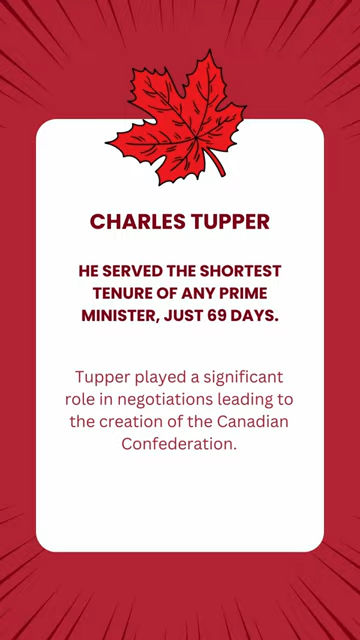 CHARLES TUPPER
HE SERVED THE SHORTEST
TENURE OF ANY PRIME
MINISTER, JUST 69 DAYS.
Tupper played a significant
role in negotiations leading to
the creation of the Canadian
Confederation.